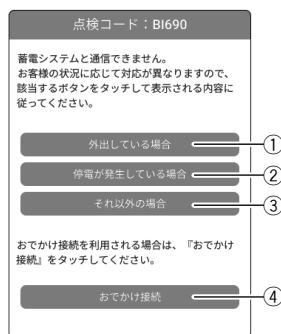 点検コード：BI690
蓄電システムと通信できません。
お客様の状況に応じて対応が異なりますので、
該当するボタンをタッチして表示される内容に
従ってください。
外出している場合
①
停電が発生している場合
②
それ以外の場合
③
おでかけ接続を利用される場合は、『おでかけ
接続』をタッチしてください。
おでかけ接続
④